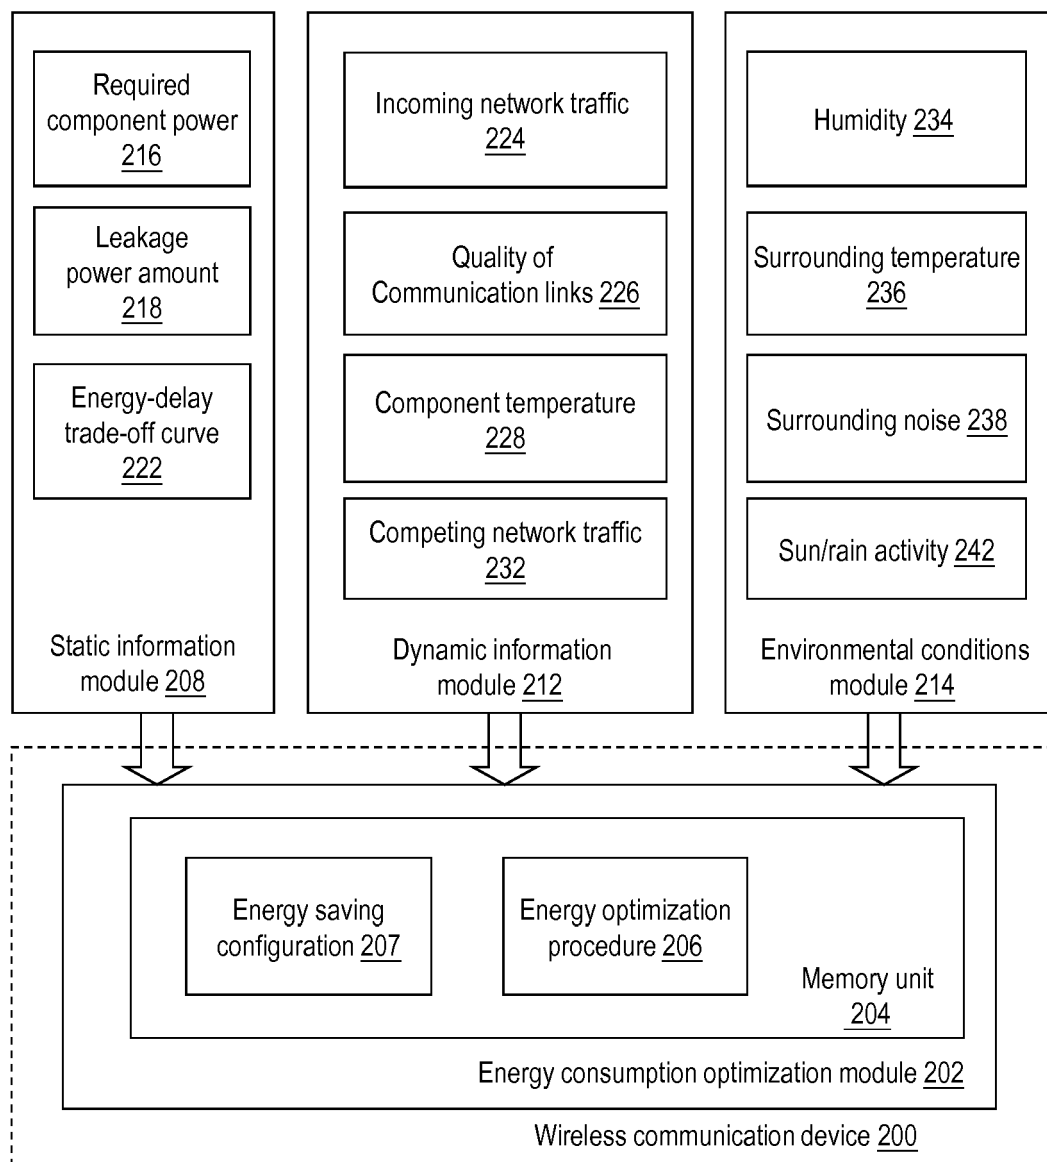 Required
component power
216
Leakage
power amount
218
Energy-delay
trade-off curve
222
Static information
module 208
Incoming network traffic
224
Quality of
Communication links 226
Component temperature
228
Competing network traffic
232
Dynamic information
module 212
Humidity 234
Surrounding temperature
236
Surrounding noise 238
Sun/rain activity 242
Environmental conditions
module 214
Energy saving
configuration 207
Energy optimization
procedure 206
Memory unit
204
Energy consumption optimization module 202
Wireless communication device 200